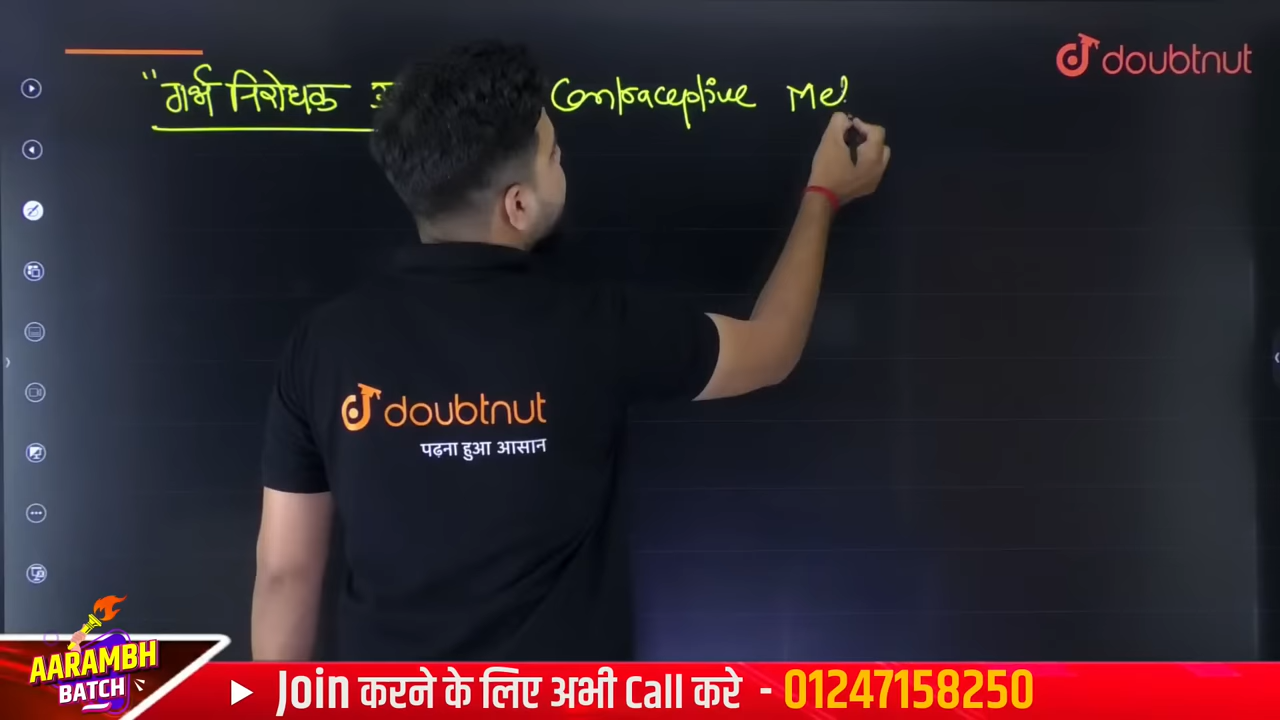 doubtnut
"गर्भ निरोधक Contraceptive Me
doubtnut
पढ़ना हुआ आसान
AARAMBH
BATCH
Join करने के लिए अभी Call करे - 01247158250